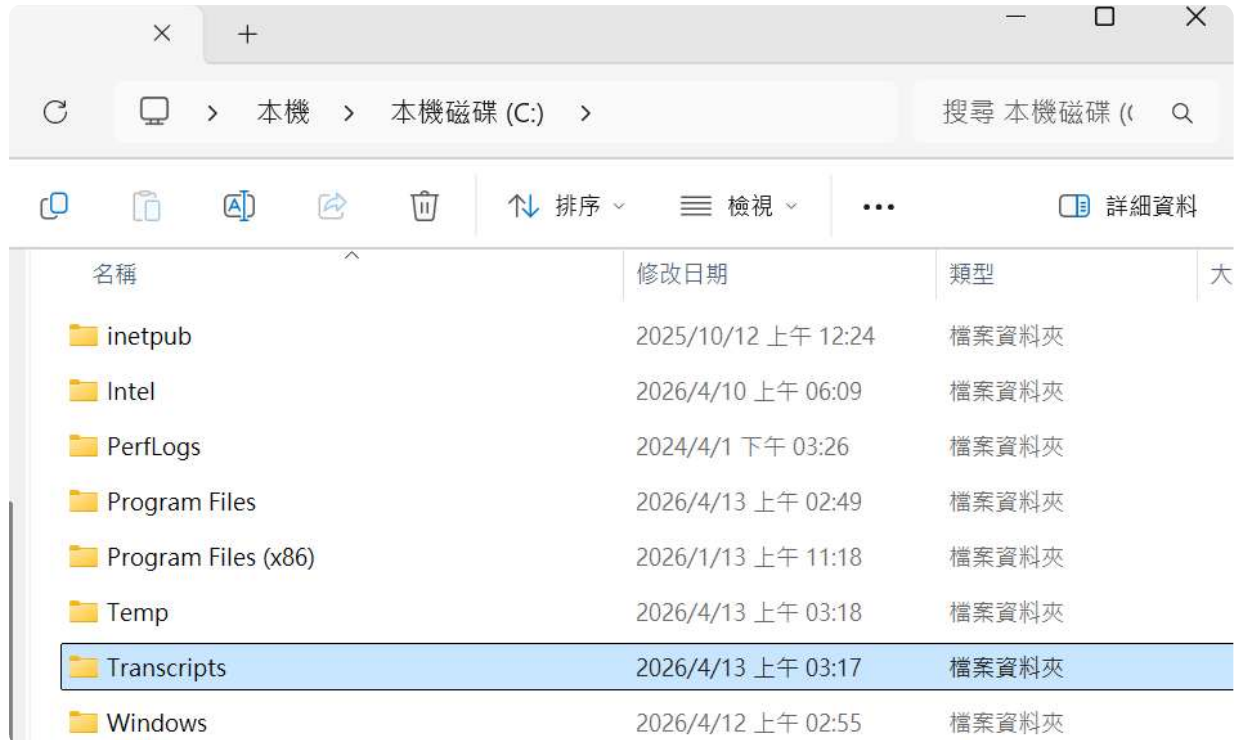 本機 本機磁碟 (C:) 搜尋 本機磁碟 (
排序 檢視 詳細資料
名稱 修改日期 類型 大
inetpub 2025/10/12 上午 12:24 檔案資料夾
Intel 2026/4/10 上午 06:09 檔案資料夾
PerfLogs 2024/4/1 下午 03:26 檔案資料夾
Program Files 2026/4/13 上午 02:49 檔案資料夾
Program Files (x86) 2026/1/13 上午 11:18 檔案資料夾
Temp 2026/4/13 上午 03:18 檔案資料夾
Transcripts 2026/4/13 上午 03:17 檔案資料夾
Windows 2026/4/12 上午 02:55 檔案資料夾